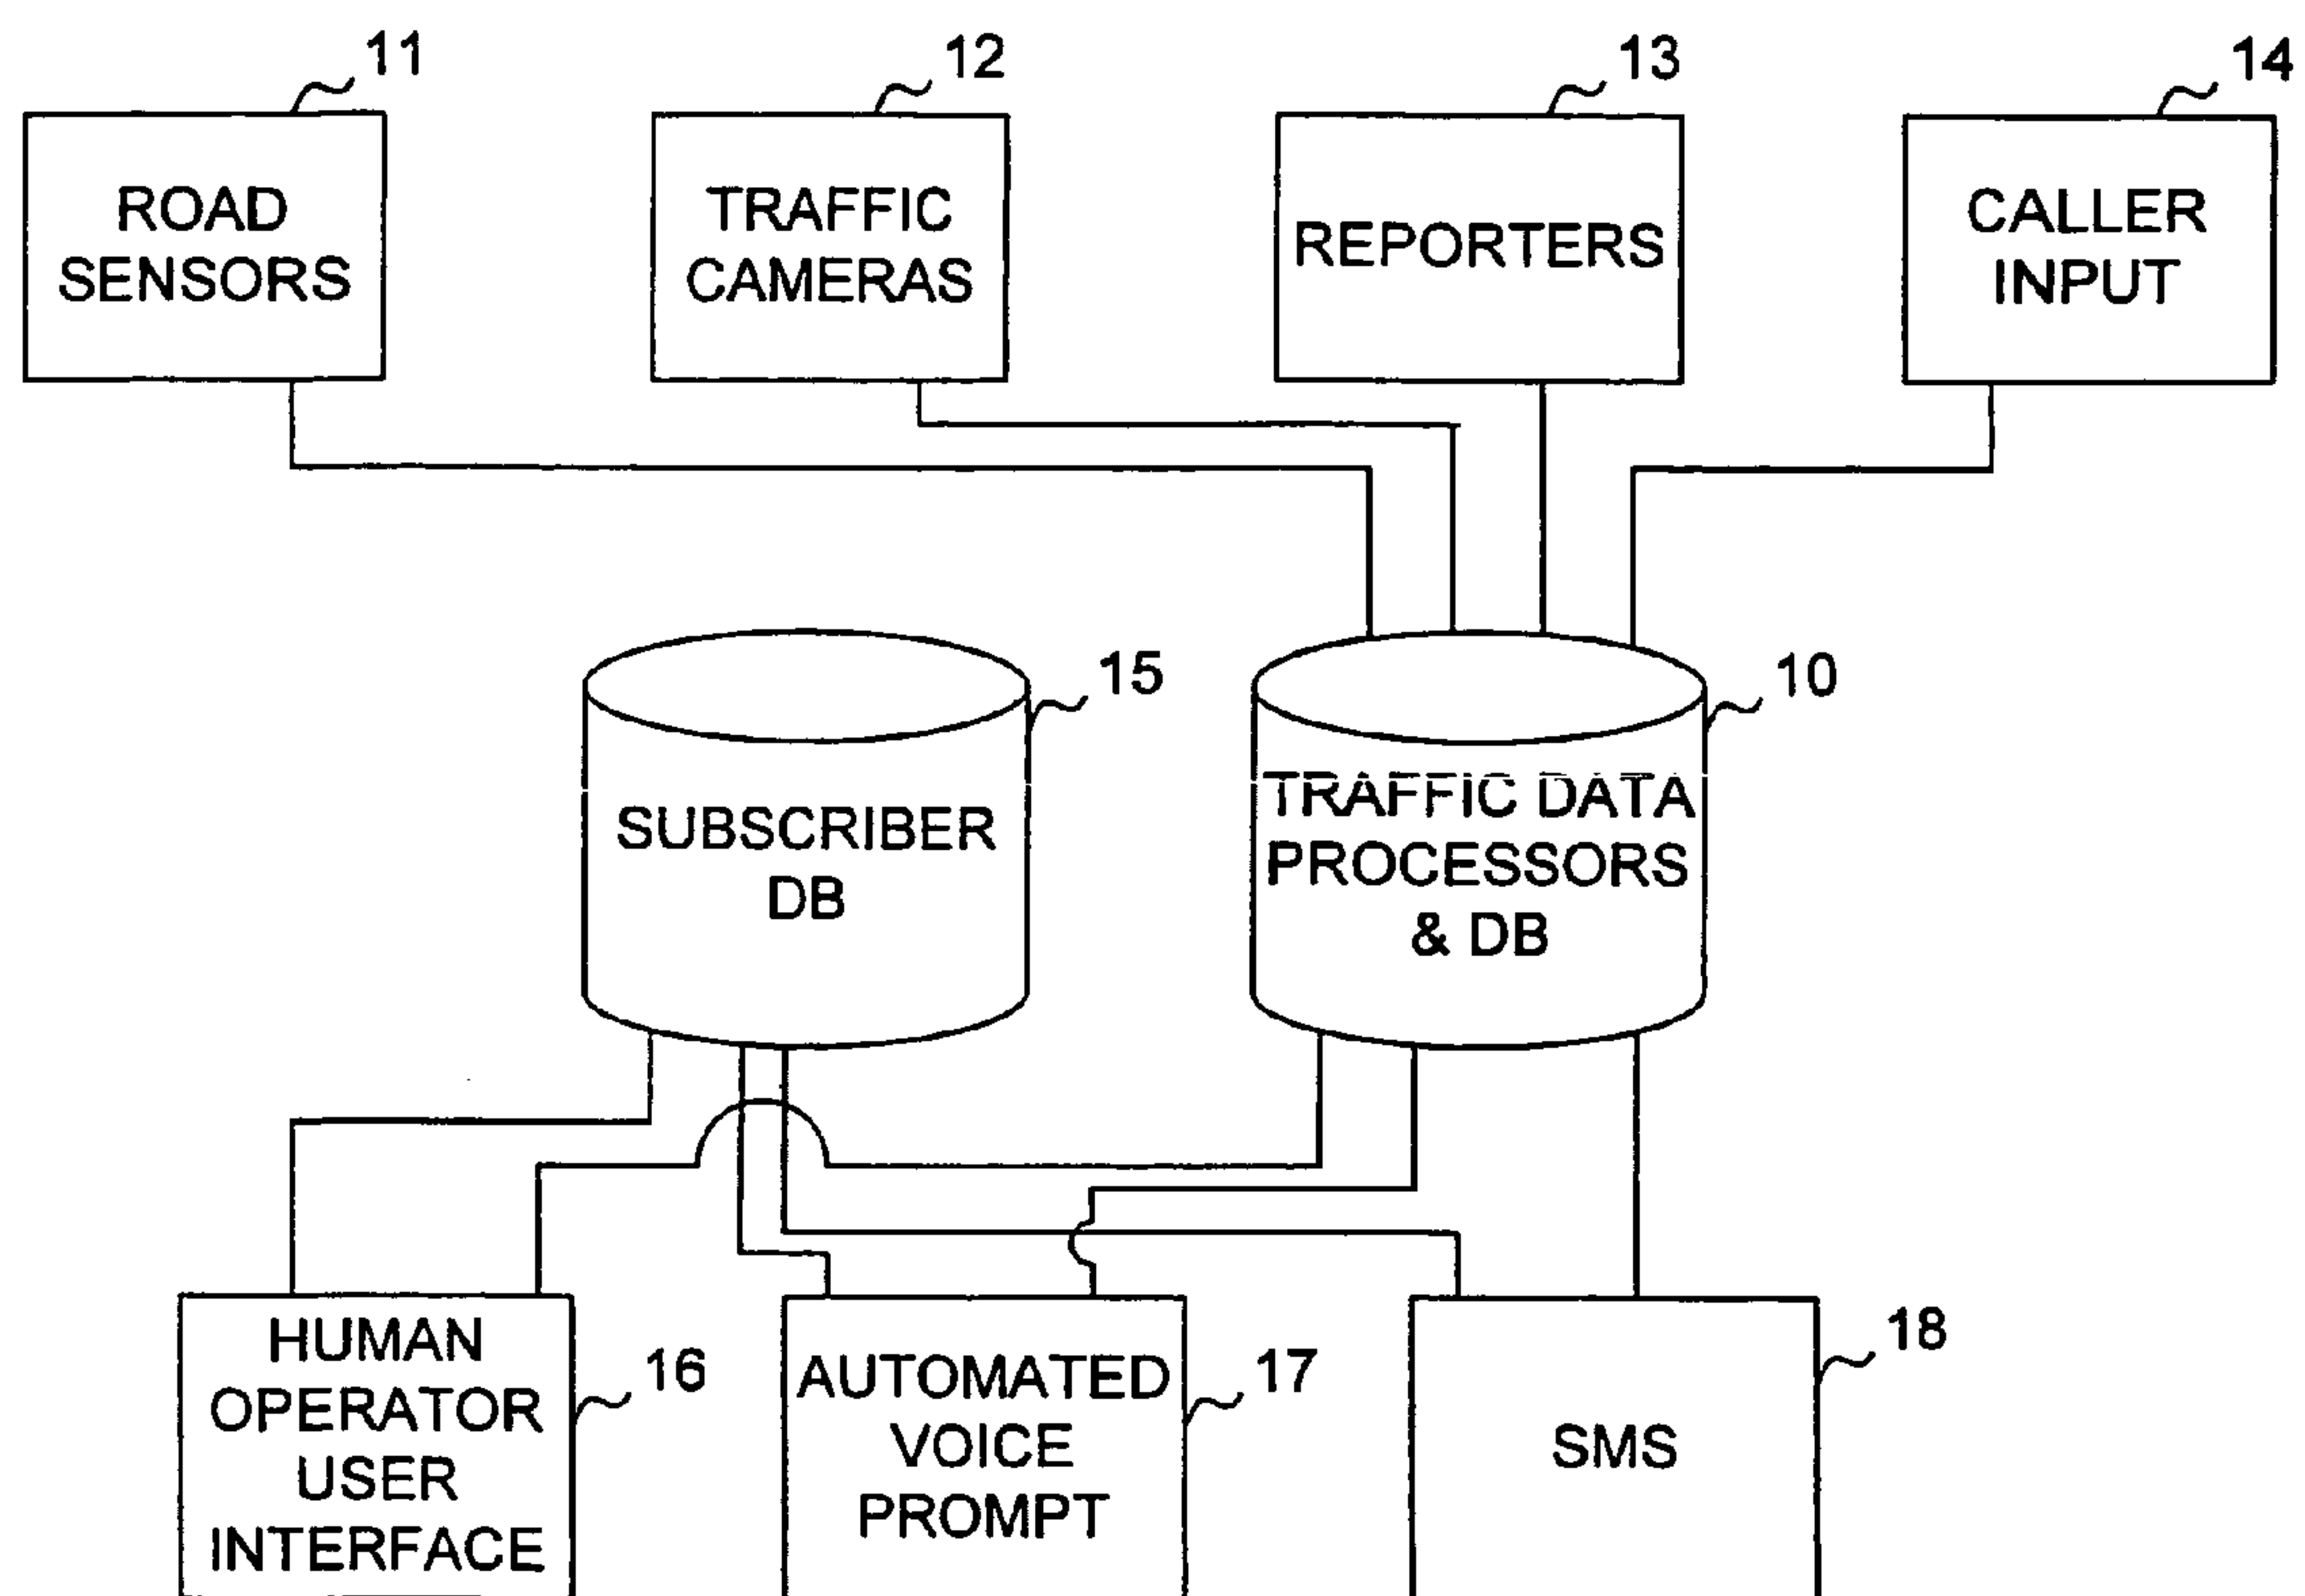 11
12
13
14
ROAD
SENSORS
TRAFFIC
CAMERAS
REPORTERS
CALLER
INPUT
15
10
SUBSCRIBER
DB
TRAFFIC DATA
PROCESSORS
& DB
HUMAN
OPERATOR
USER
INTERFACE
16
AUTOMATED
VOICE
PROMPT
17
SMS
18